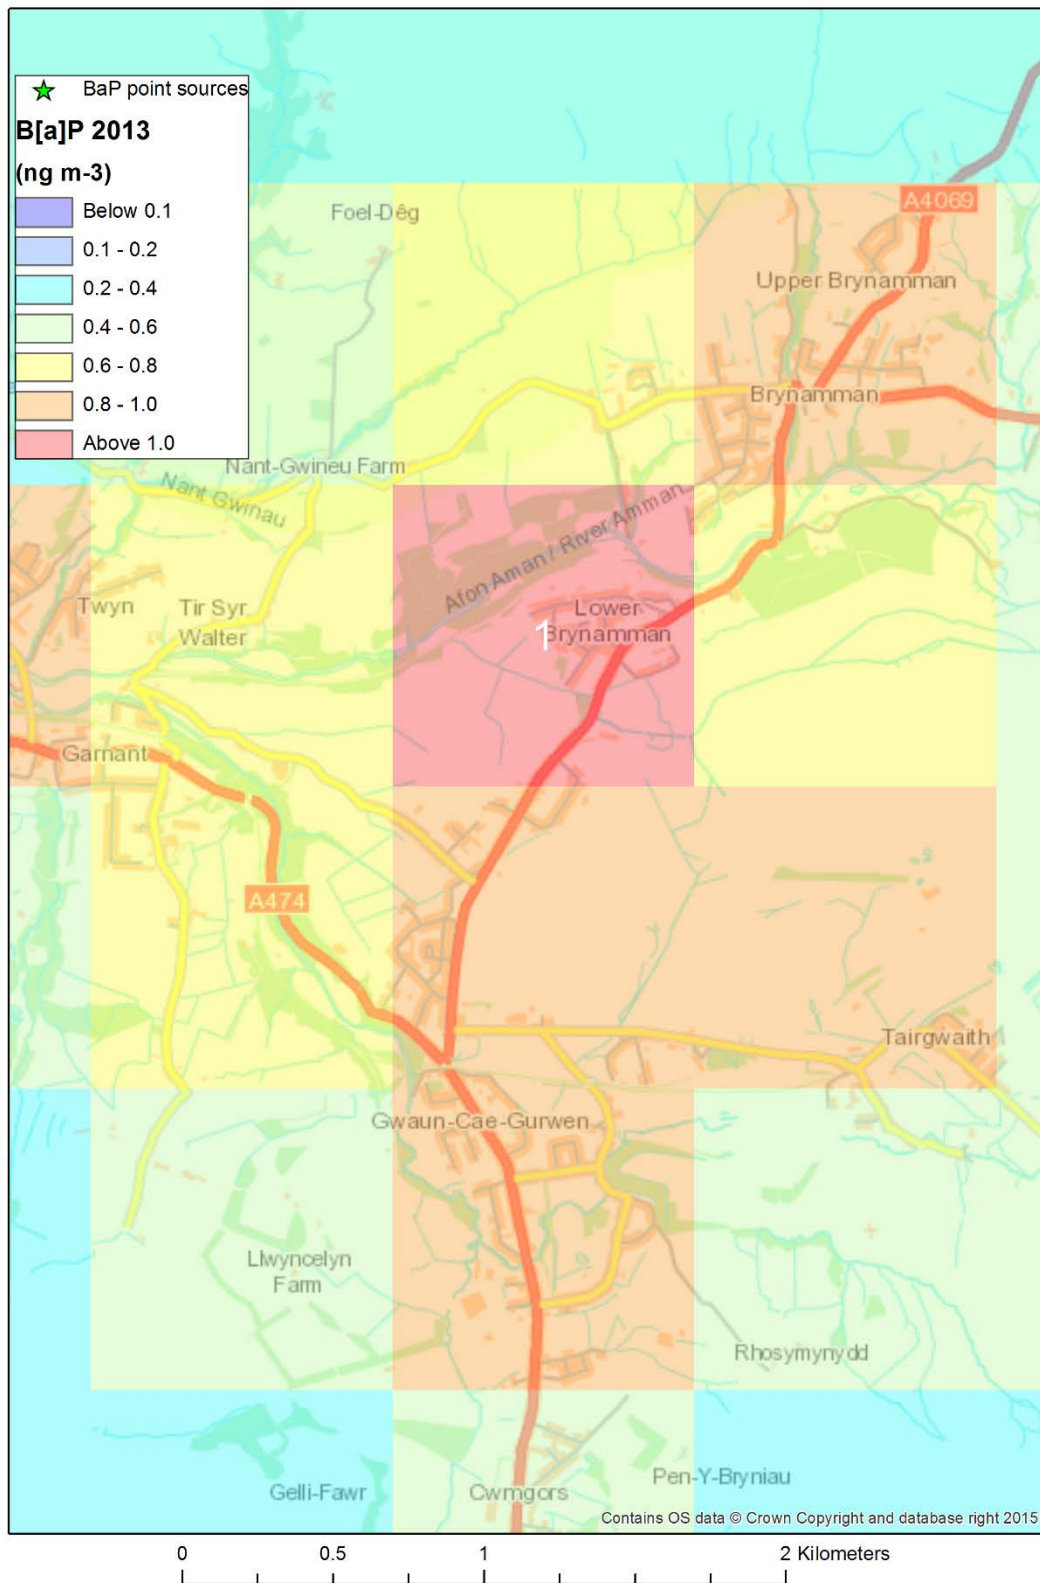 BaP point sources
B[a]P 2013
(ng m-3)
Below 0.1
0.1 - 0.2
0.2 - 0.4
0.4 - 0.6
0.6 - 0.8
0.8 - 1.0
Above 1.0
Foel-Dêg
A4069
Upper Brynamman
Brynamman
Nant-Gwineu Farm
Nant Gwinau
Afon Aman / River Amman
Twyn
Tir Syr
Walter
Lower
Brynamman
1
Garnant
A474
Tairgwaith
Gwaun-Cae-Gurwen
Llwyncelyn
Farm
Rhosymynydd
Pen-Y-Bryniau
Gelli-Fawr
Cwmgors
Contains OS data © Crown Copyright and database right 2015
0 0.5 1 2 Kilometers